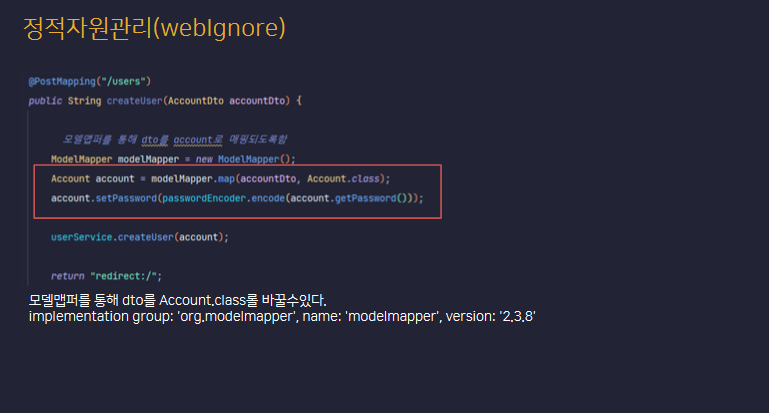 정적자원관리(webIgnore)
@PostMapping("/users")
public String createUser(AccountDto accountDto) {
모델맵퍼를 통해 dto를 account로 매핑되도록함
ModelMapper modelMapper = new ModelMapper();
Account account = modelMapper.map(accountDto, Account.class);
account.setPassword(passwordEncoder.encode(account.getPassword()));
userService.createUser(account);
return "redirect:/";
모델맵퍼를 통해 dto를 Account.class롤 바꿀수있다.
implementation group: 'org.modelmapper', name: 'modelmapper', version: '2.3.8'